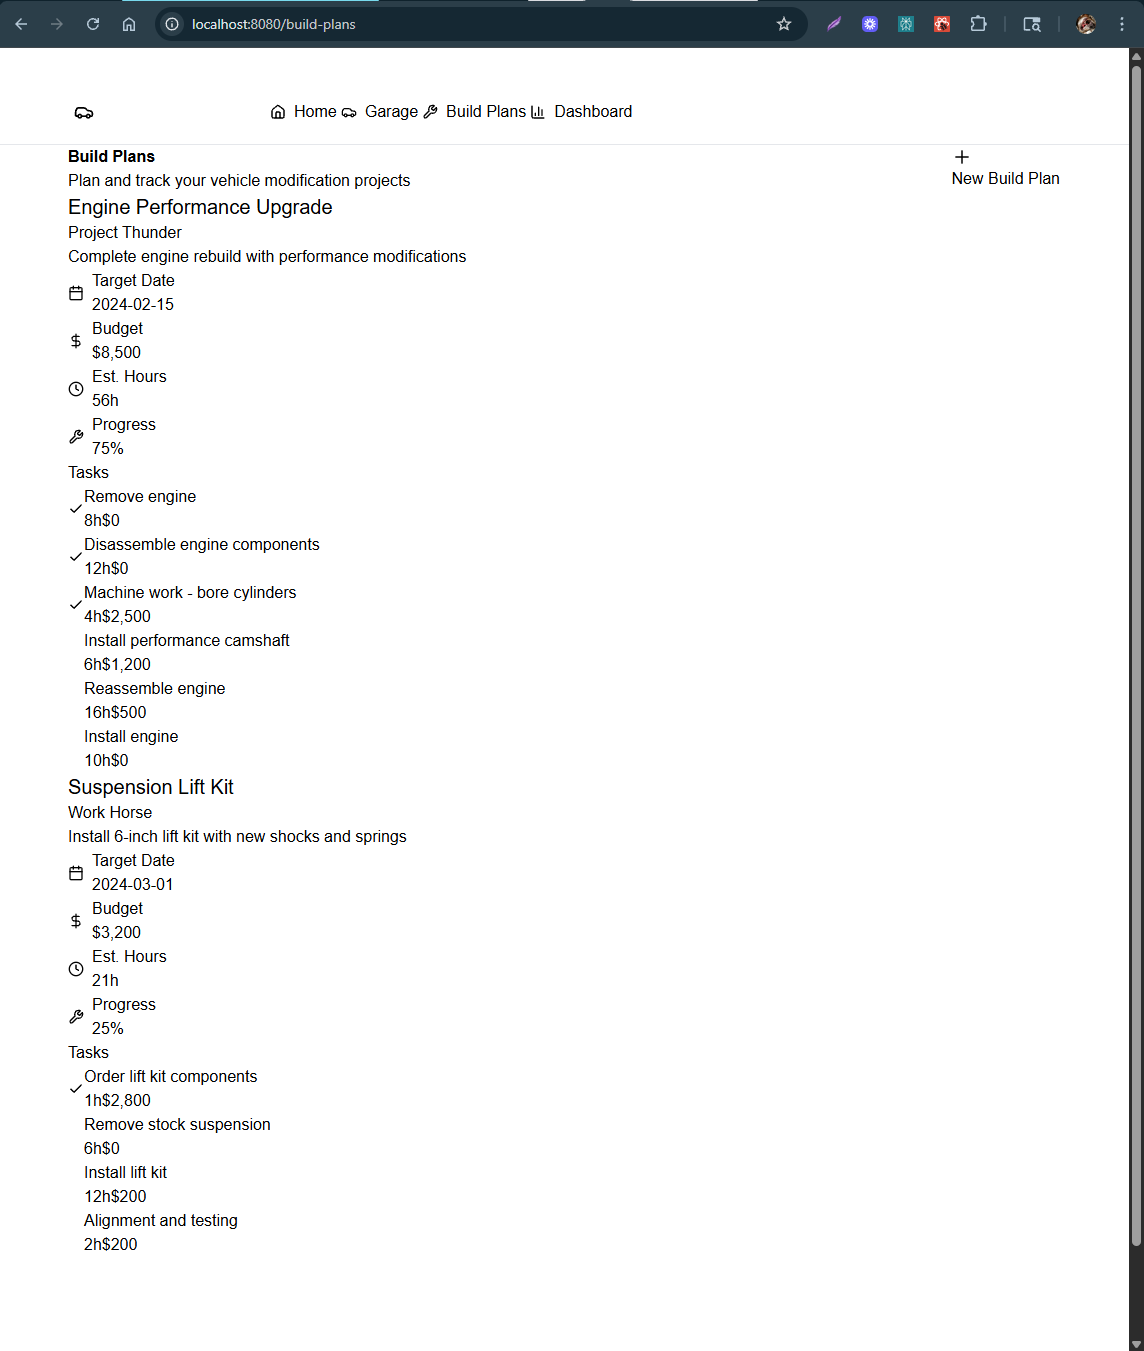 localhost:8080/build-plans
Home Garage Build Plans Dashboard
Build Plans
Plan and track your vehicle modification projects
New Build Plan
Engine Performance Upgrade
Project Thunder
Complete engine rebuild with performance modifications
Target Date
2024-02-15
Budget
$8,500
Est. Hours
56h
Progress
75%
Tasks
Remove engine
8h$0
Disassemble engine components
12h$0
Machine work - bore cylinders
4h$2,500
Install performance camshaft
6h$1,200
Reassemble engine
16h$500
Install engine
10h$0
Suspension Lift Kit
Work Horse
Install 6-inch lift kit with new shocks and springs
Target Date
2024-03-01
Budget
$3,200
Est. Hours
21h
Progress
25%
Tasks
Order lift kit components
1h$2,800
Remove stock suspension
6h$0
Install lift kit
12h$200
Alignment and testing
2h$200